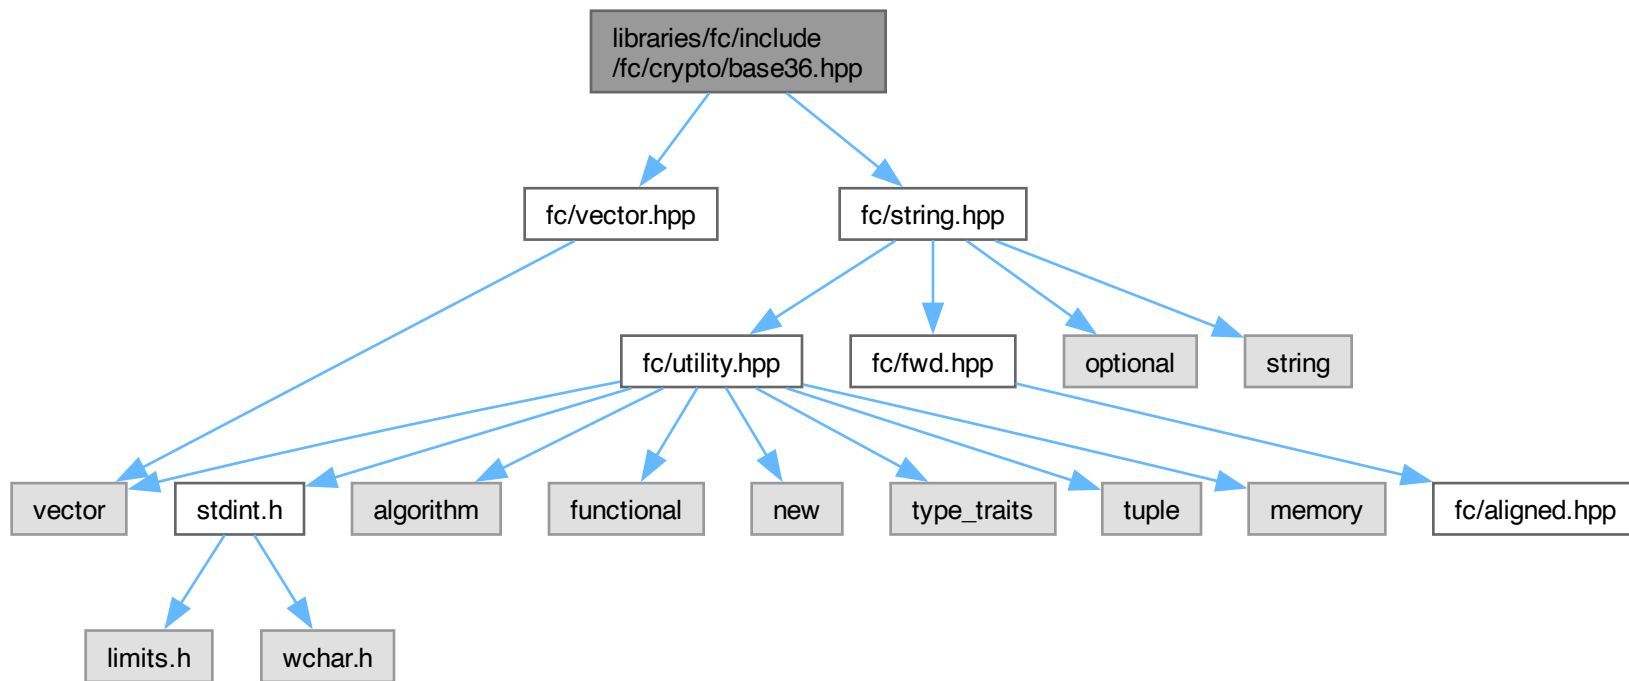 libraries/fc/include
/fc/crypto/base36.hpp
fc/vector.hpp
fc/string.hpp
fc/utility.hpp
fc/fwd.hpp
optional
string
vector
stdint.h
algorithm
functional
new
type_traits
tuple
memory
fc/aligned.hpp
limits.h
wchar.h